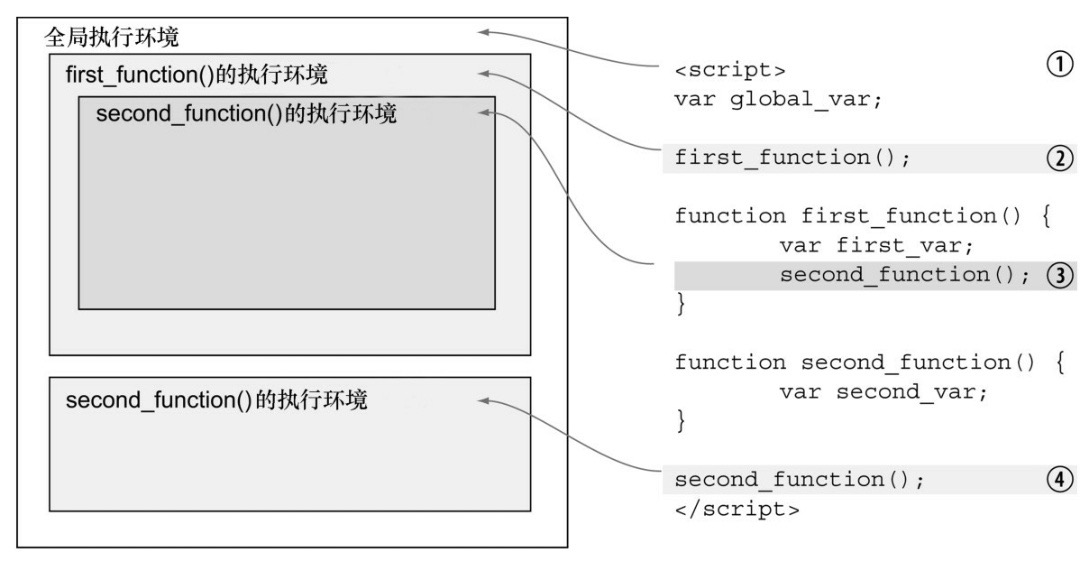 全局执行环境
first_function()的执行环境
second_function()的执行环境
second_function()的执行环境
<script>
①
var global_var;
first_function();
②
function first_function() {
var first_var;
second_function();
③
}
function second_function() {
var second_var;
}
second_function();
④
</script>